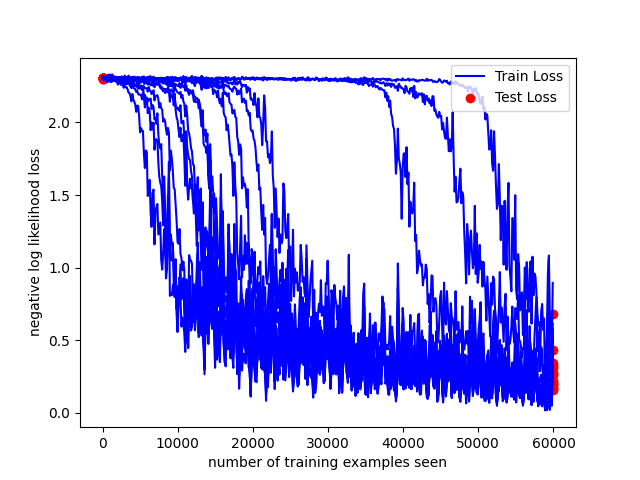 Train Loss
Test Loss
negative log likelihood loss
2.0
1.5
1.0
0.5
0.0
0 10000 20000 30000 40000 50000 60000
number of training examples seen